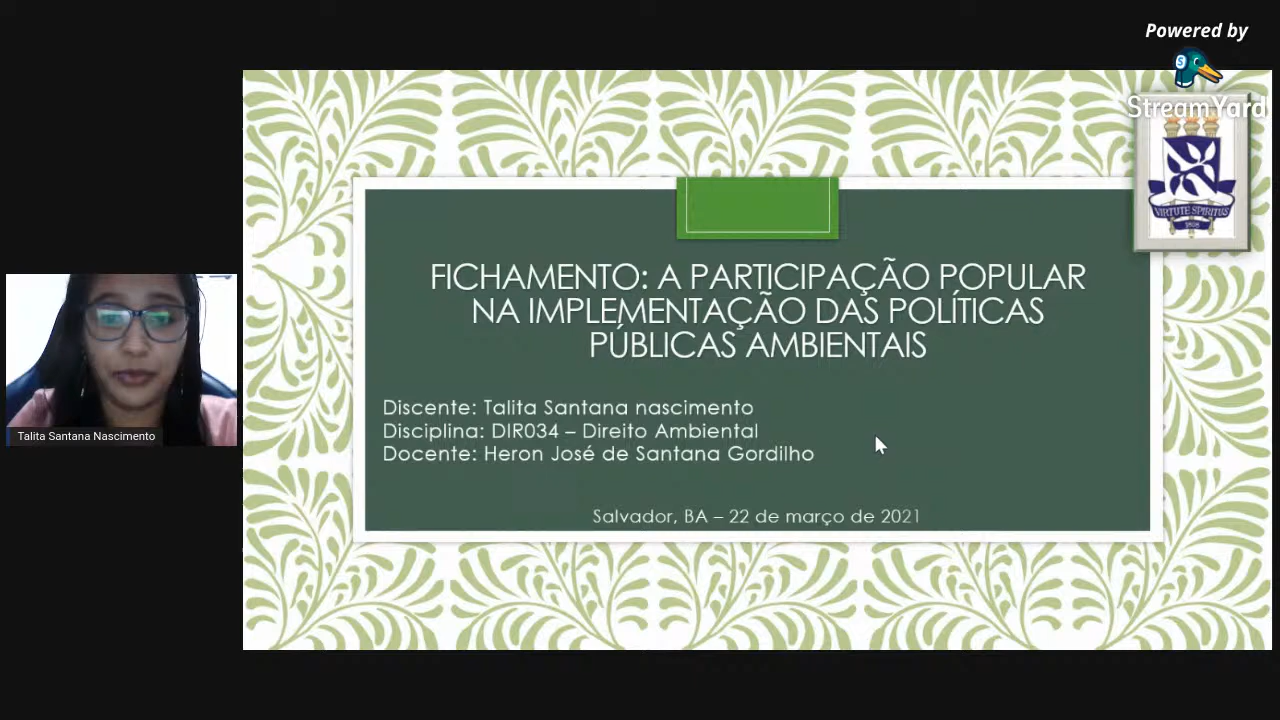 Powered by
StreamYard
VIRTUTE SPIRITUS
FICHAMENTO: A PARTICIPAÇÃO POPULAR
NA IMPLEMENTAÇÃO DAS POLÍTICAS
PÚBLICAS AMBIENTAIS
Discente: Talita Santana nascimento
Disciplina: DIR034 – Direito Ambiental
Docente: Heron José de Santana Gordilho
Salvador, BA – 22 de março de 2021
Talita Santana Nascimento